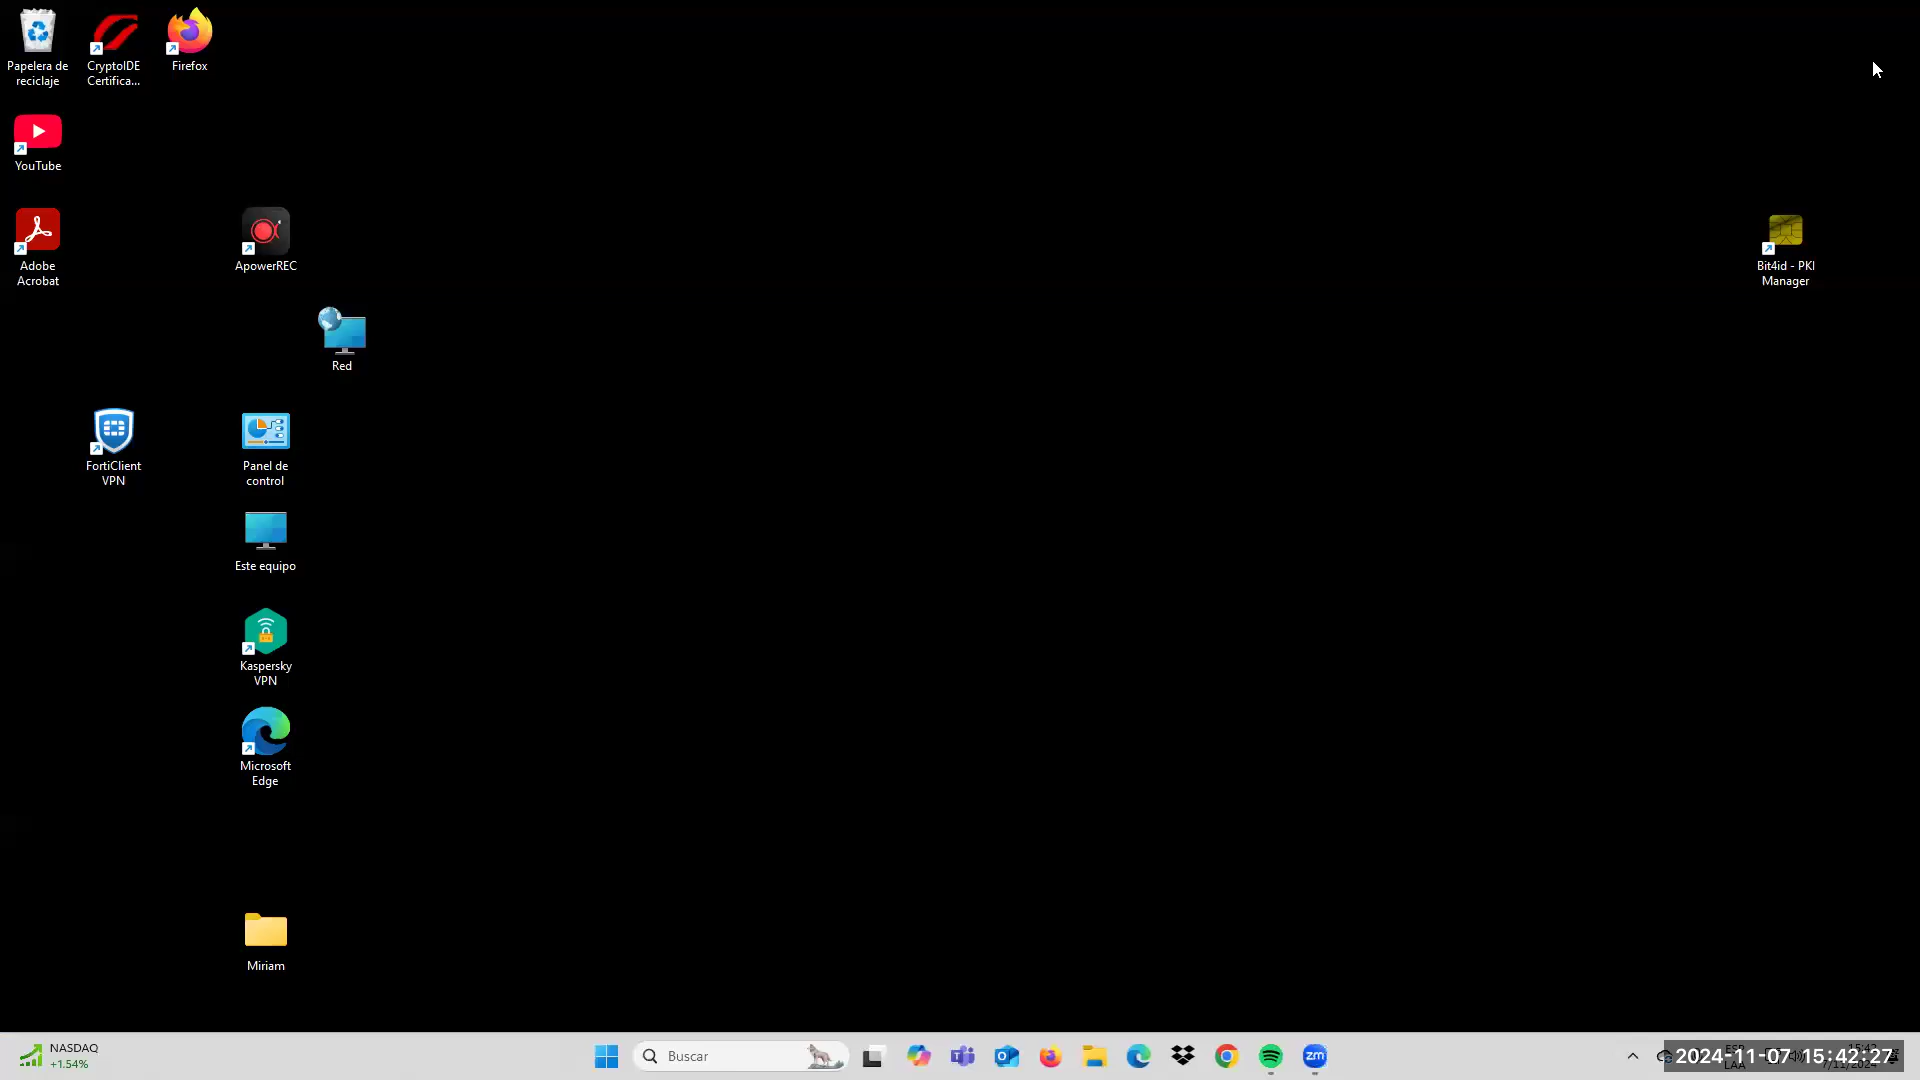 Papelera de
reciclaje
CryptoIDE
Certifica...
Firefox
YouTube
Adobe
Acrobat
ApowerREC
Bit4id - PKI
Manager
Red
FortiClient
VPN
Panel de
control
Este equipo
Kaspersky
VPN
Microsoft
Edge
Miriam
NASDAQ
+1.54%
Buscar
zm
2024-11-07 15:42:27